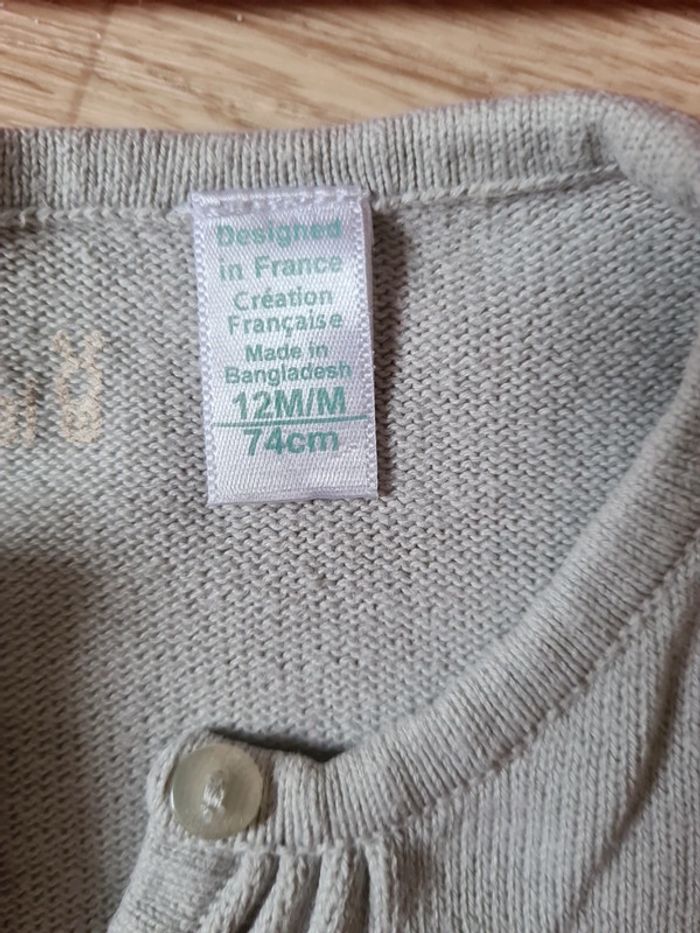 Designed
in France
Création
Française
Made in
Bangladesh
12M/M
74cm